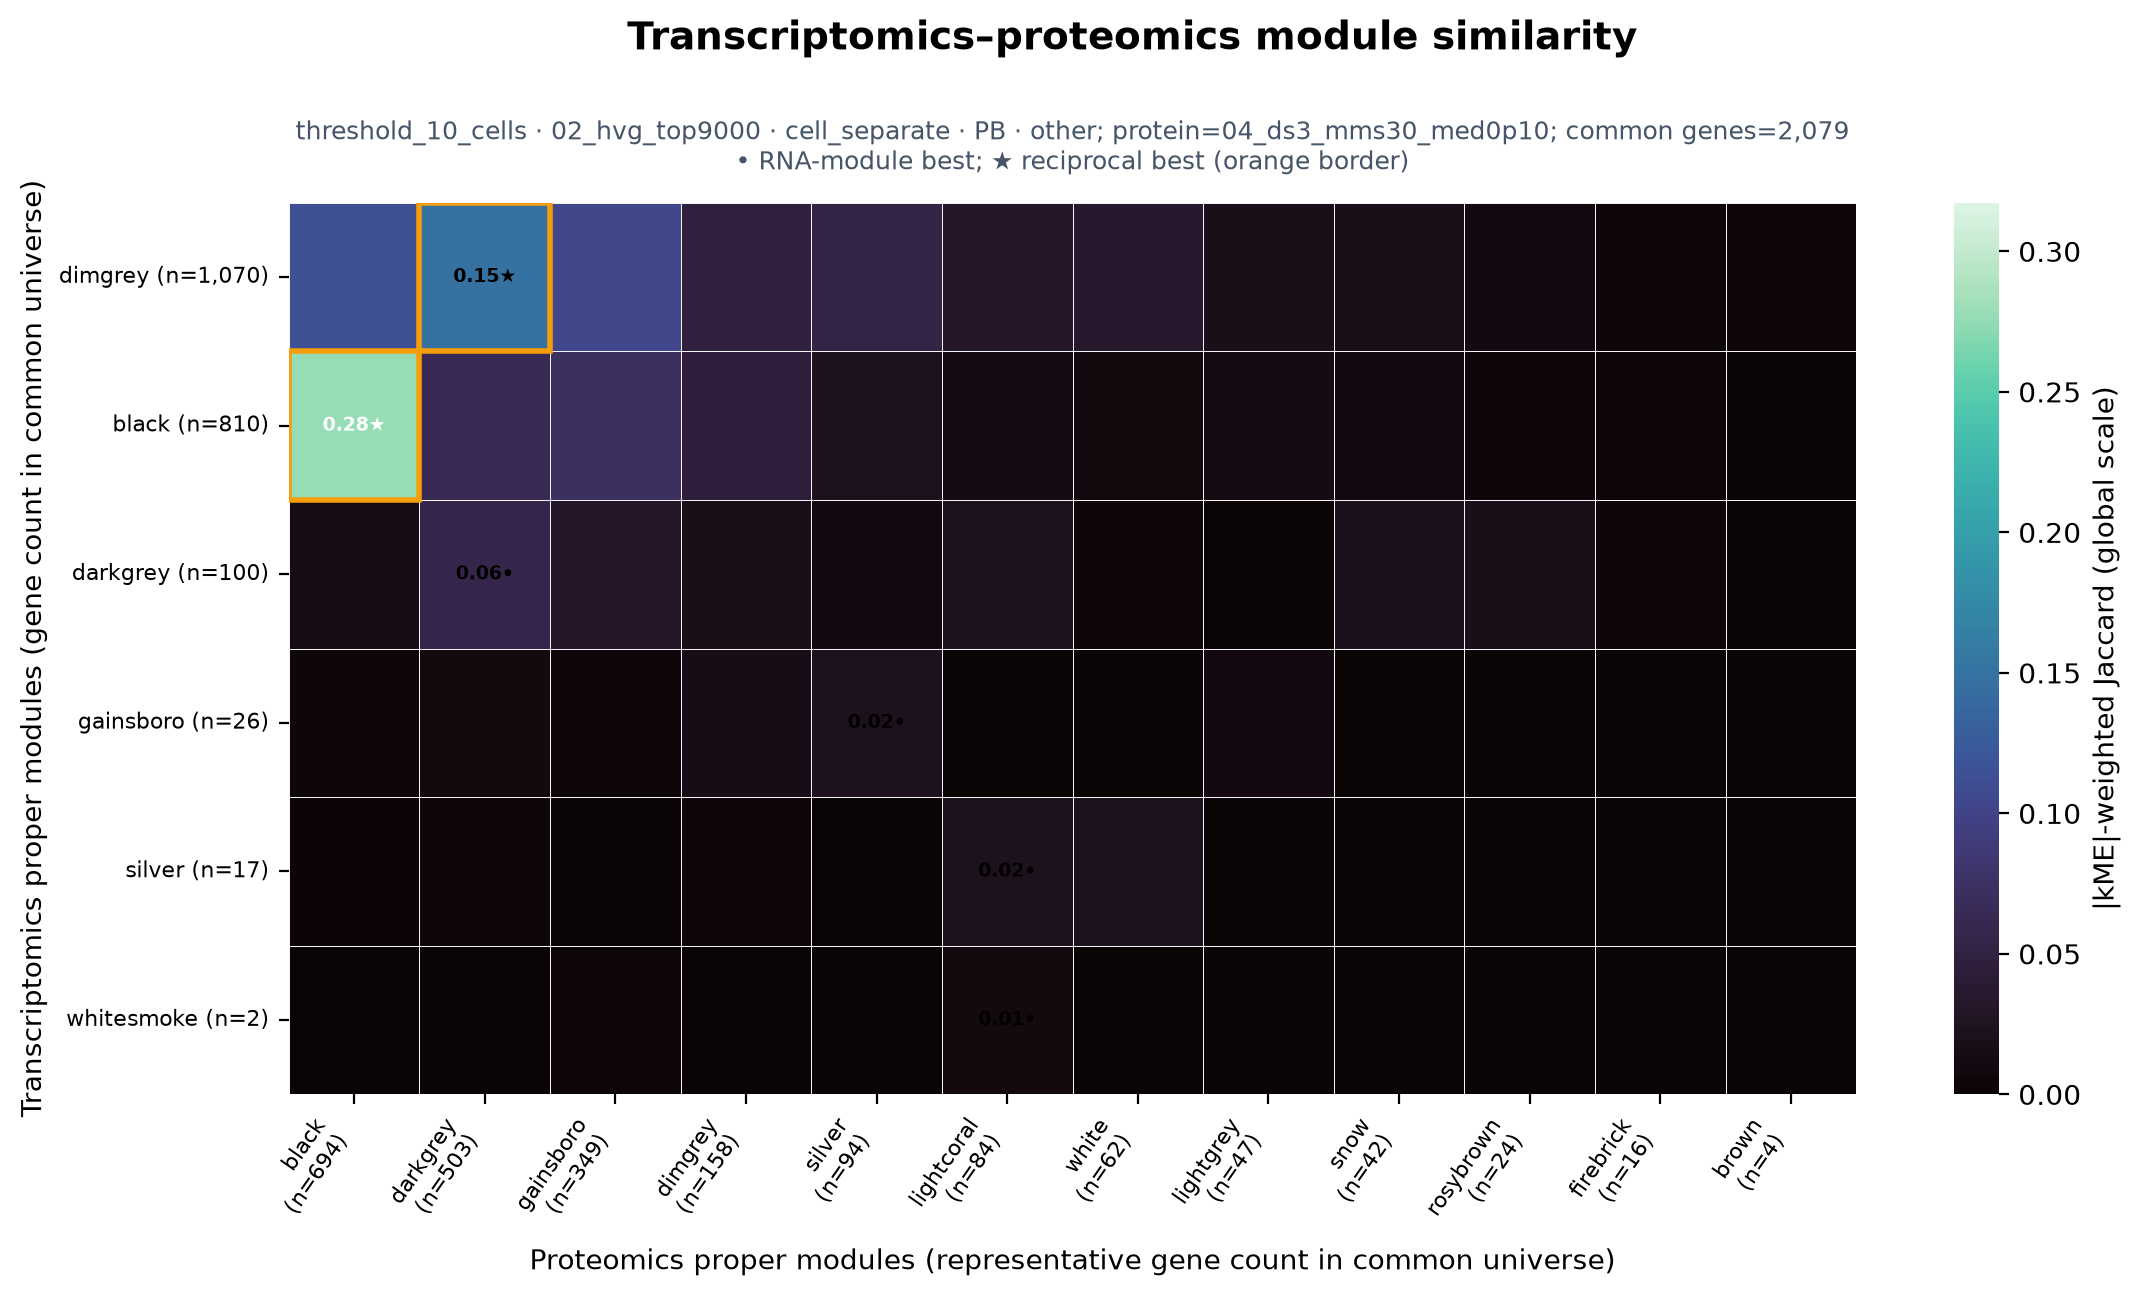 Transcriptomics–proteomics module similarity
threshold_10_cells · 02_hvg_top9000 · cell_separate · PB · other; protein=04_ds3_mms30_med0p10; common genes=2,079
• RNA-module best; ★ reciprocal best (orange border)
Transcriptomics proper modules (gene count in common universe)
dimgrey (n=1,070)
black (n=810)
darkgrey (n=100)
gainsboro (n=26)
silver (n=17)
whitesmoke (n=2)
0.15★
0.28★
0.06•
0.02•
0.02•
0.01•
black
(n=694)
darkgrey
(n=503)
gainsboro
(n=349)
dimgrey
(n=158)
silver
(n=94)
lightcoral
(n=84)
white
(n=62)
lightgrey
(n=47)
snow
(n=42)
rosybrown
(n=24)
firebrick
(n=16)
brown
(n=4)
Proteomics proper modules (representative gene count in common universe)
0.30
0.25
0.20
0.15
0.10
0.05
0.00
|kME|-weighted Jaccard (global scale)